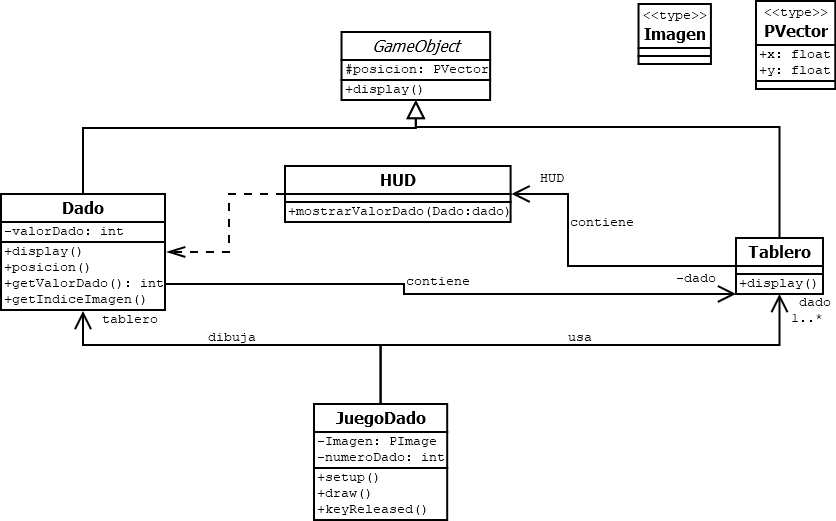 GameObject
#posicion: PVector
+display()
<<type>>
Imagen
<<type>>
PVector
+x: float
+y: float
HUD
+mostrarValorDado(Dado:dado)
HUD
contiene
Dado
-valorDado: int
+display()
+posicion()
+getValorDado(): int
+getIndiceImagen()
Tablero
+display()
contiene
-dado
tablero
dado
1..*
dibuja
usa
JuegoDado
-Imagen: PImage
-numeroDado: int
+setup()
+draw()
+keyReleased()